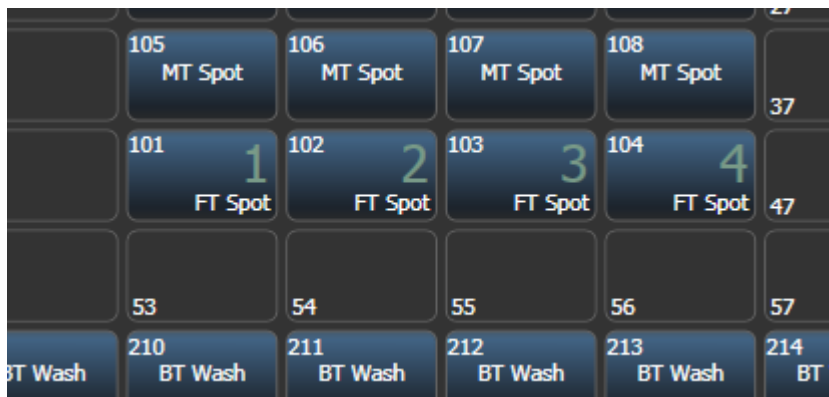 105 106 107 108
MT Spot MT Spot MT Spot MT Spot
37
101 1 102 2 103 3 104 4
FT Spot FT Spot FT Spot FT Spot 47
53 54 55 56 57
210 211 212 213 214
BT Wash BT Wash BT Wash BT Wash BT Wash BT